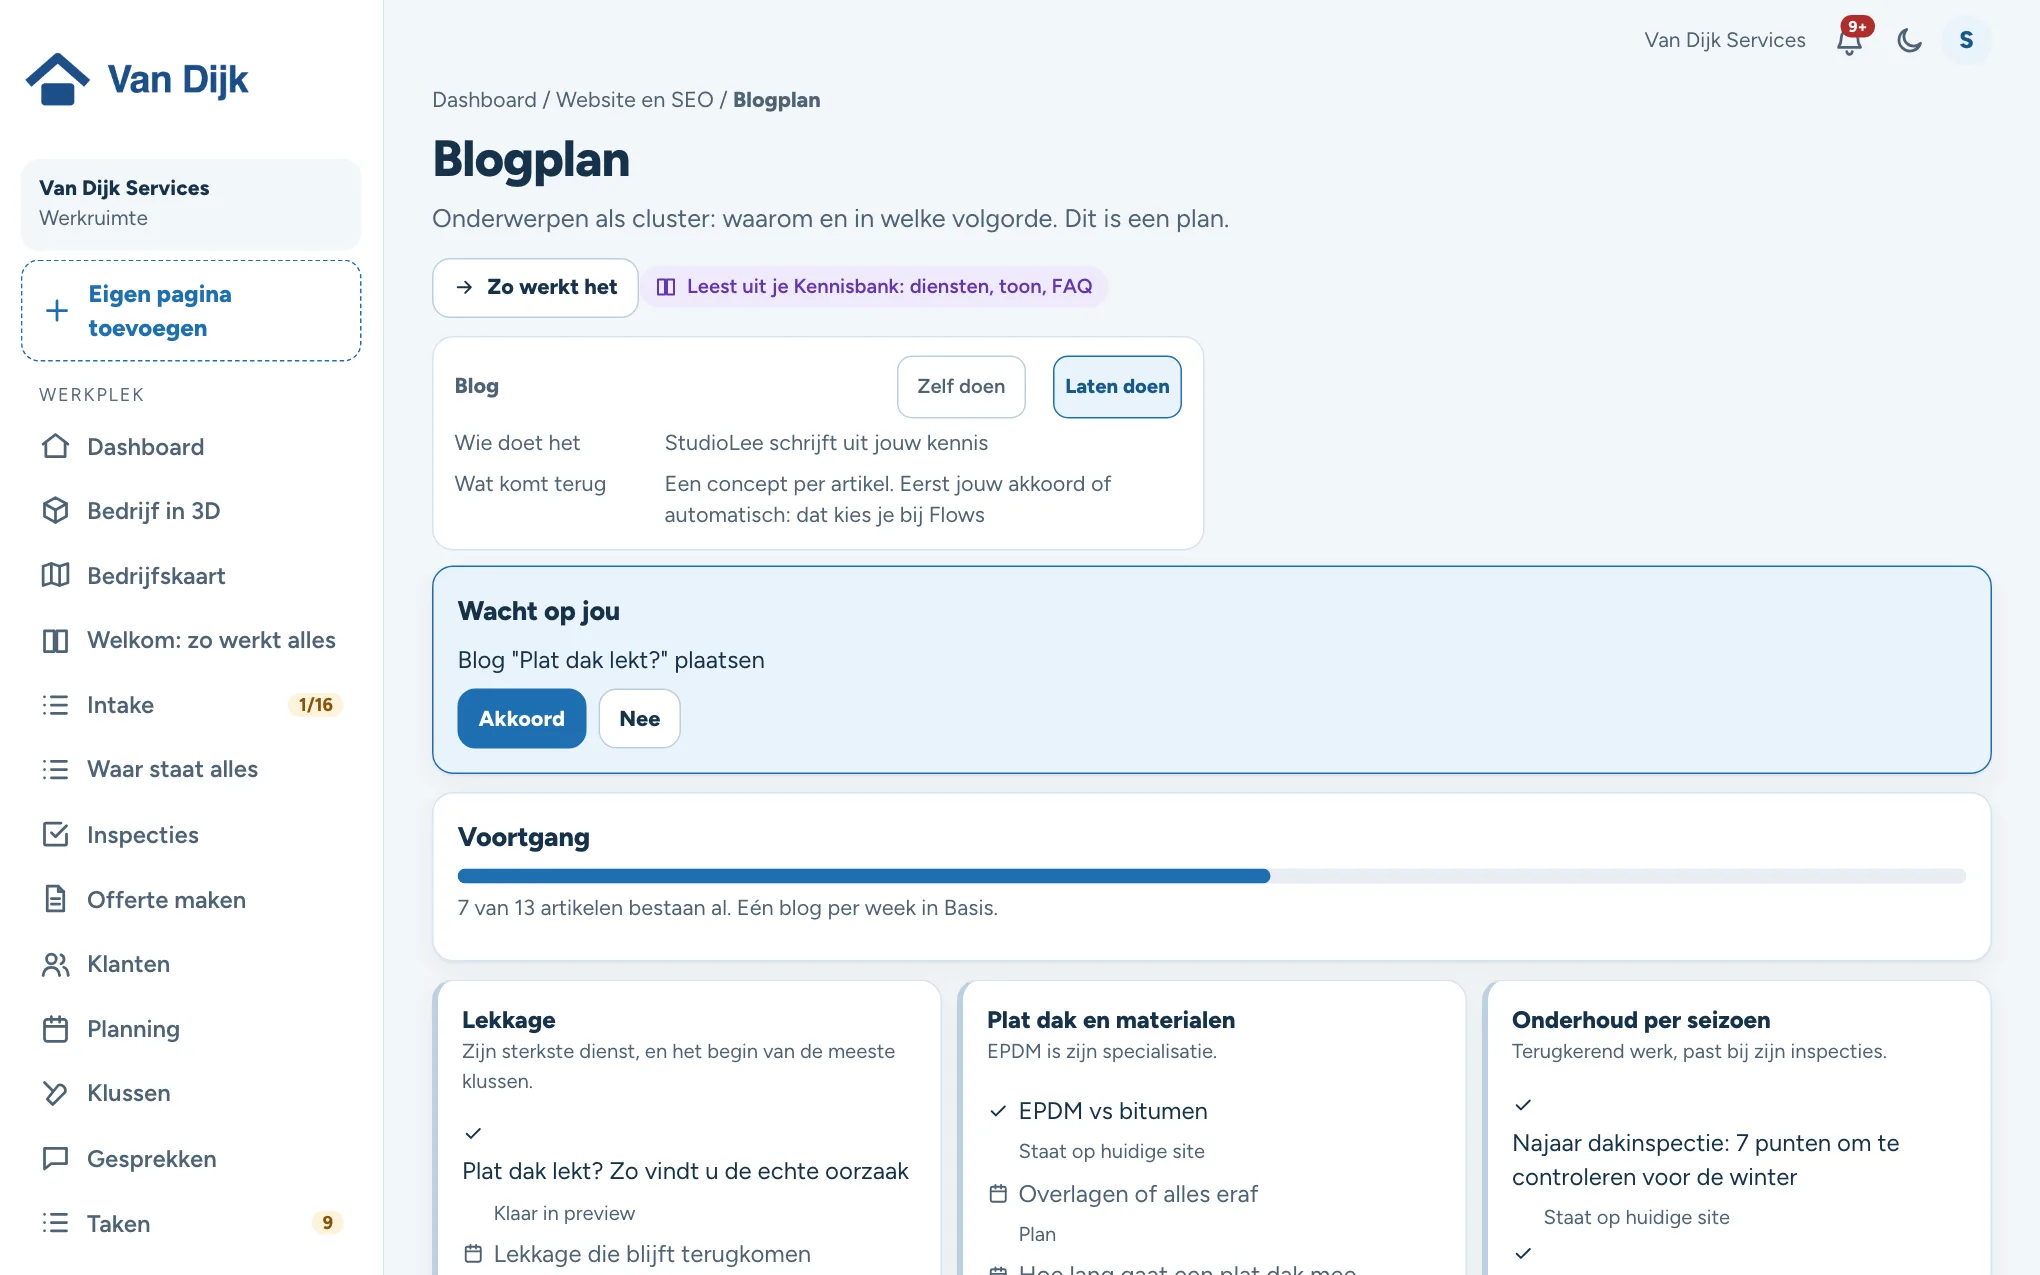 Van Dijk
Van Dijk Services
Werkruimte
Eigen pagina
toevoegen
WERKPLEK
Dashboard
Bedrijf in 3D
Bedrijfskaart
Welkom: zo werkt alles
Intake 1/16
Waar staat alles
Inspecties
Offerte maken
Klanten
Planning
Klussen
Gesprekken
Taken 9
Van Dijk Services 9+ S
Dashboard / Website en SEO / Blogplan
Blogplan
Onderwerpen als cluster: waarom en in welke volgorde. Dit is een plan.
Zo werkt het
Leest uit je Kennisbank: diensten, toon, FAQ
Blog Zelf doen Laten doen
Wie doet het StudioLee schrijft uit jouw kennis
Wat komt terug Een concept per artikel. Eerst jouw akkoord of
automatisch: dat kies je bij Flows
Wacht op jou
Blog "Plat dak lekt?" plaatsen
Akkoord Nee
Voortgang
7 van 13 artikelen bestaan al. Eén blog per week in Basis.
Lekkage
Zijn sterkste dienst, en het begin van de meeste
klussen.
Plat dak lekt? Zo vindt u de echte oorzaak
Klaar in preview
Lekkage die blijft terugkomen
Plat dak en materialen
EPDM is zijn specialisatie.
EPDM vs bitumen
Staat op huidige site
Overlagen of alles eraf
Plan
Hoe lang gaat een plat dak mee
Onderhoud per seizoen
Terugkerend werk, past bij zijn inspecties.
Najaar dakinspectie: 7 punten om te
controleren voor de winter
Staat op huidige site